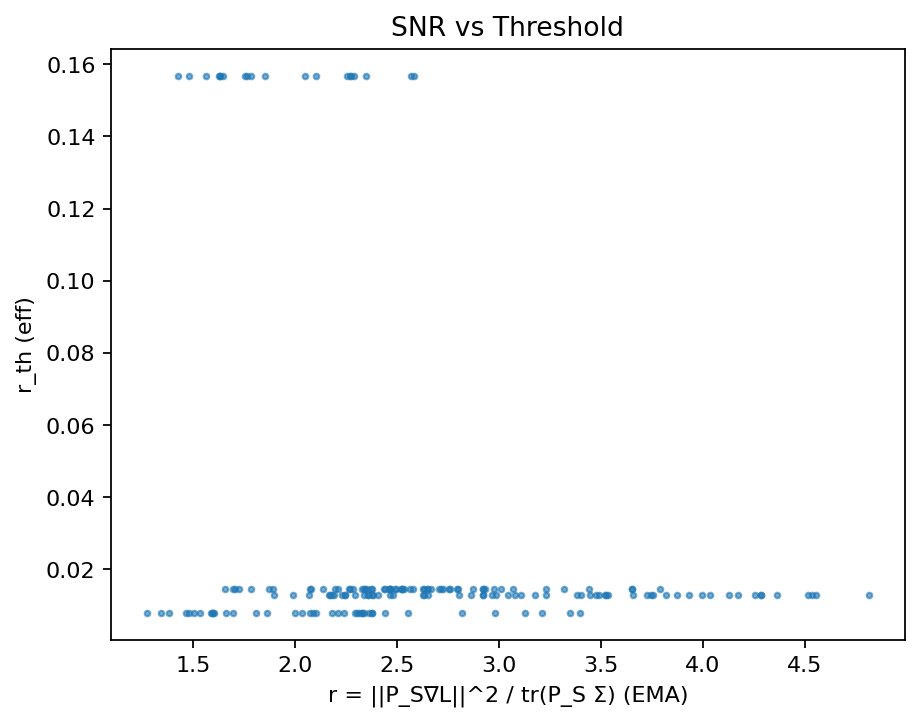 SNR vs Threshold
r_th (eff)
0.16
0.14
0.12
0.10
0.08
0.06
0.04
0.02
1.5 2.0 2.5 3.0 3.5 4.0 4.5
r = ||P_S∇L||^2 / tr(P_S Σ) (EMA)